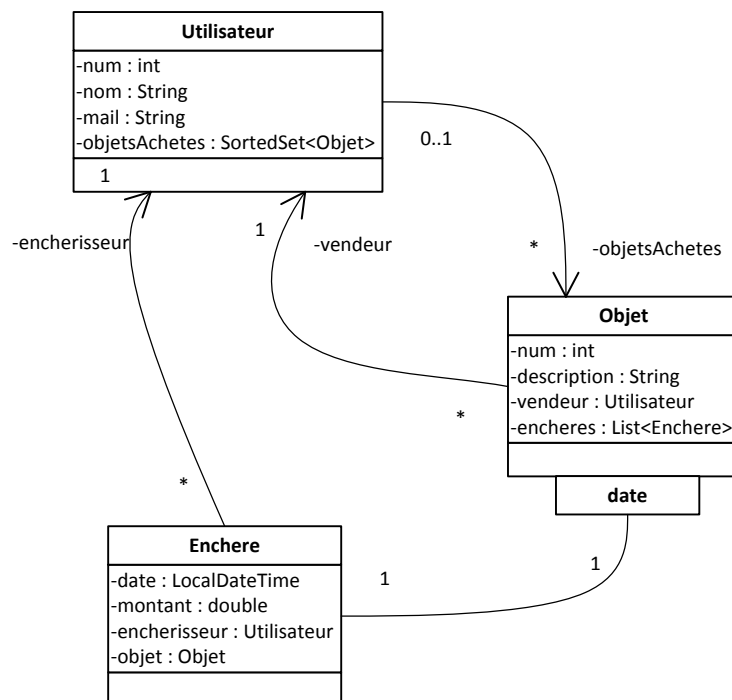 Utilisateur
-num : int
-nom : String
-mail : String
-objetsAchetes : SortedSet<Objet>
0..1
1
-encherisseur
1
-vendeur
*
-objetsAchetes
Objet
-num : int
-description : String
-vendeur : Utilisateur
-encheres : List<Enchere>
*
*
date
Enchere
-date : LocalDateTime
-montant : double
-encherisseur : Utilisateur
-objet : Objet
1
1